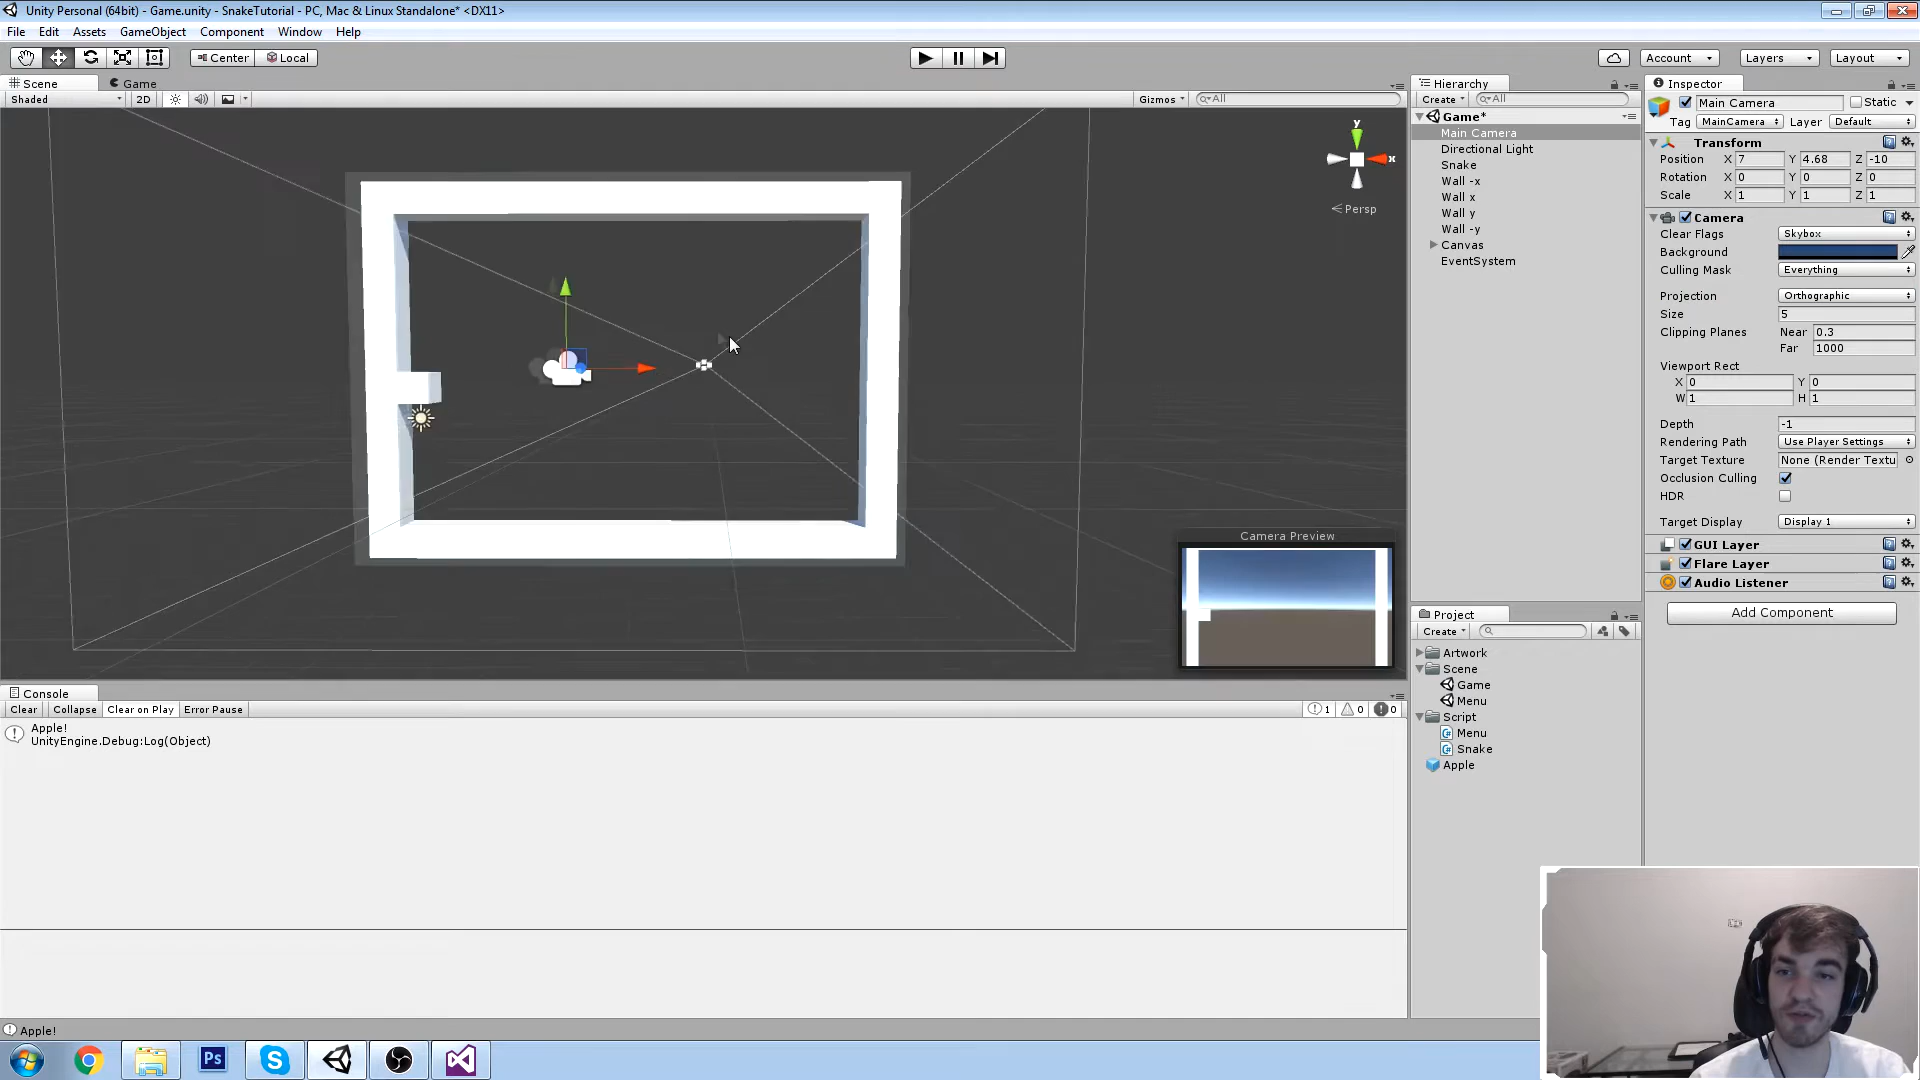 Unity Personal (64bit) - Game.unity - SnakeTutorial - PC, Mac & Linux Standalone* <DX11>
File Edit Assets GameObject Component Window Help
Center Local Account Layers Layout
Scene Game
Shaded 2D Gizmos All
y
x
Persp
Camera Preview
Hierarchy
Create All
Game*
Main Camera
Directional Light
Snake
Wall -x
Wall x
Wall y
Wall -y
Canvas
EventSystem
Inspector
Main Camera Static
Tag MainCamera Layer Default
Transform
Position X 7 Y 4.68 Z -10
Rotation X 0 Y 0 Z 0
Scale X 1 Y 1 Z 1
Camera
Clear Flags Skybox
Background
Culling Mask Everything
Projection Orthographic
Size 5
Clipping Planes Near 0.3
Far 1000
Viewport Rect
X 0 Y 0
W 1 H 1
Depth -1
Rendering Path Use Player Settings
Target Texture None (Render Textu
Occlusion Culling
HDR
Target Display Display 1
GUI Layer
Flare Layer
Audio Listener
Add Component
Project
Create
Artwork
Scene
Game
Menu
Script
Menu
Snake
Apple
Console
Clear Collapse Clear on Play Error Pause 1 0 0
Apple!
UnityEngine.Debug:Log(Object)
Apple!
Ps